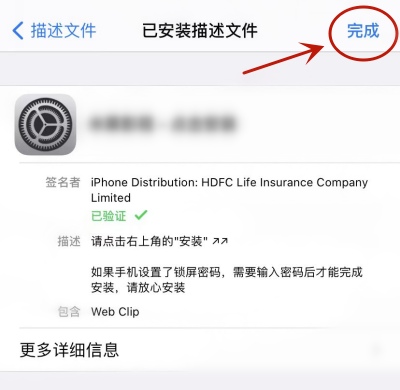 描述文件 已安装描述文件 完成
签名者 iPhone Distribution: HDFC Life Insurance Company
Limited
已验证
描述 请点击右上角的"安装" ↗↗
如果手机设置了锁屏密码，需要输入密码后才能完成
安装，请放心安装
包含 Web Clip
更多详细信息